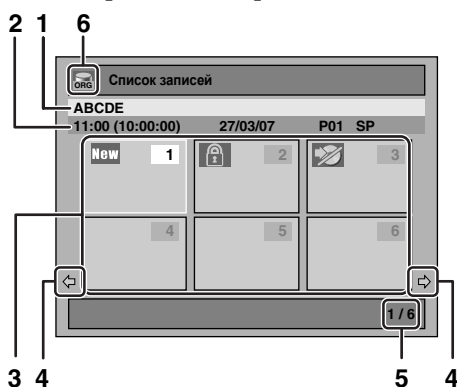 2 1 6
ORG Список записей
ABCDE
11:00 (10:00:00) 27/03/07 P01 SP
New 1 2 3
4 5 6
1 / 6
3 4 5 4